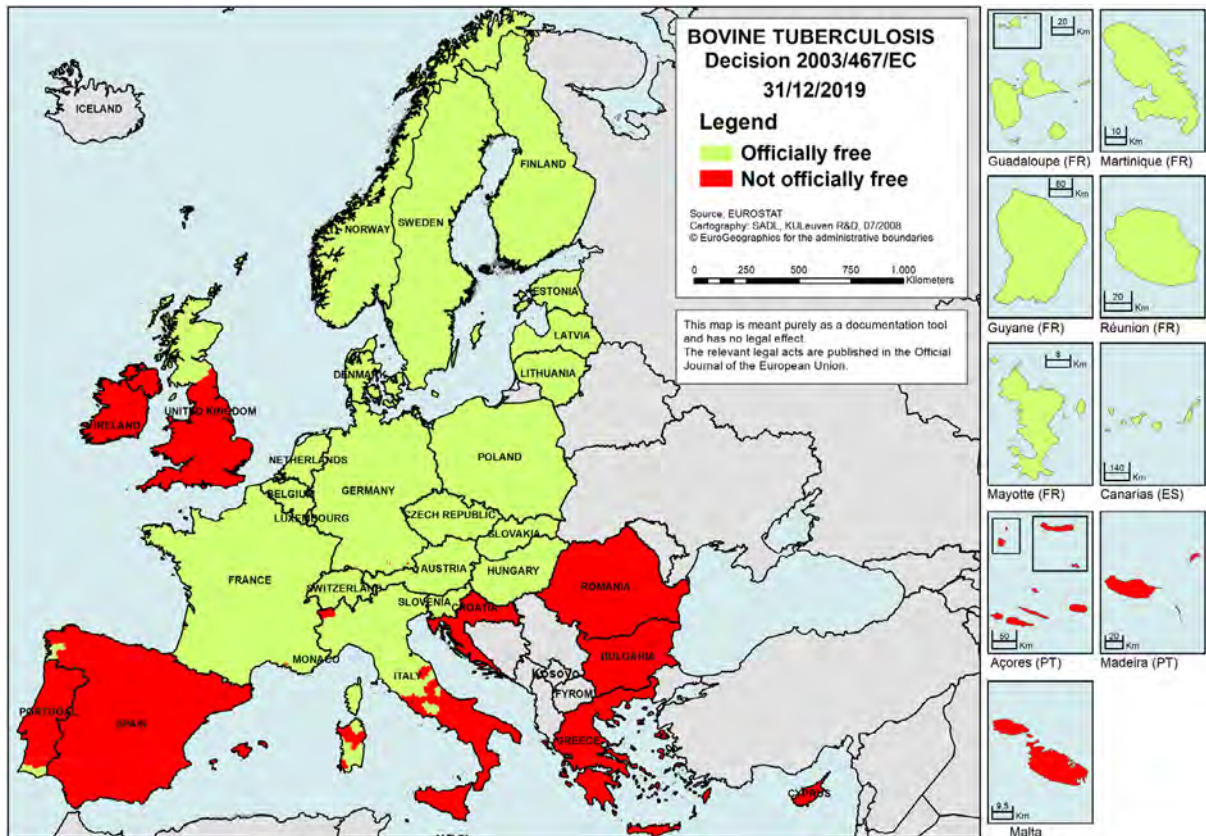 BOVINE TUBERCULOSIS
Decision 2003/467/EC
31/12/2019
Legend
Officially free
Not officially free
Source: EUROSTAT
Cartography: SADL, KULeuven R&D, 07/2008
© EuroGeographics for the administrative boundaries
0 250 500 750 1.000
Kilometers
This map is meant purely as a documentation tool
and has no legal effect.
The relevant legal acts are published in the Official
Journal of the European Union.
ICELAND
FINLAND
SWEDEN
NORWAY
ESTONIA
LATVIA
LITHUANIA
DENMARK
UNITED KINGDOM
IRELAND
NETHERLANDS
POLAND
BELGIUM
GERMANY
LUXEMBOURG
CZECH REPUBLIC
SLOVAKIA
FRANCE
AUSTRIA
HUNGARY
SWITZERLAND
SLOVENIA
CROATIA
ROMANIA
MONACO
ITALY
BULGARIA
Kosovo
FYROM
PORTUGAL
SPAIN
GREECE
CYPRUS
20
Km
Guadaloupe (FR)
10
Km
Martinique (FR)
Km
Guyane (FR)
20
Km
Réunion (FR)
8
Km
Mayotte (FR)
140
Km
Canarias (ES)
50
Km
Açores (PT)
20
Km
Madeira (PT)
9,5
Km
Malta